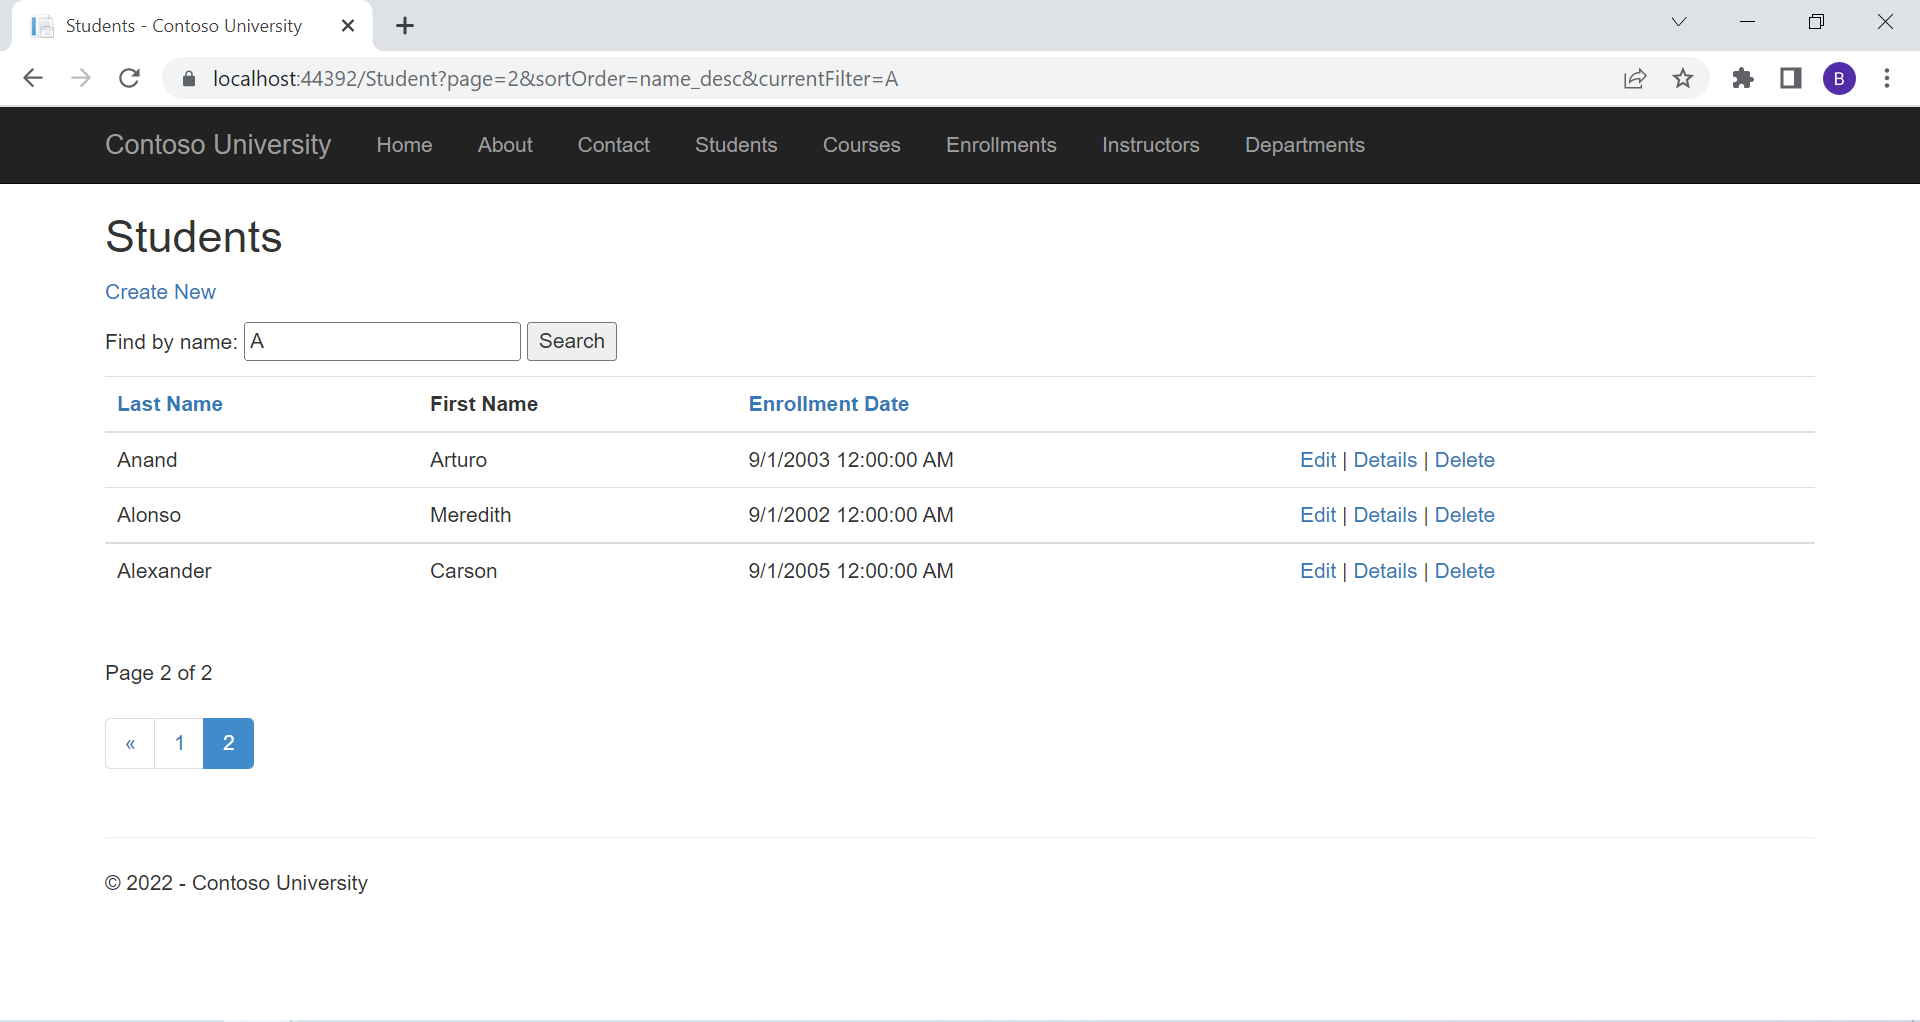 Students - Contoso University
localhost:44392/Student?page=2&sortOrder=name_desc&currentFilter=A
B
Contoso University Home About Contact Students Courses Enrollments Instructors Departments
Students
Create New
Find by name: A Search
Last Name First Name Enrollment Date
Anand Arturo 9/1/2003 12:00:00 AM Edit | Details | Delete
Alonso Meredith 9/1/2002 12:00:00 AM Edit | Details | Delete
Alexander Carson 9/1/2005 12:00:00 AM Edit | Details | Delete
Page 2 of 2
« 1 2
© 2022 - Contoso University